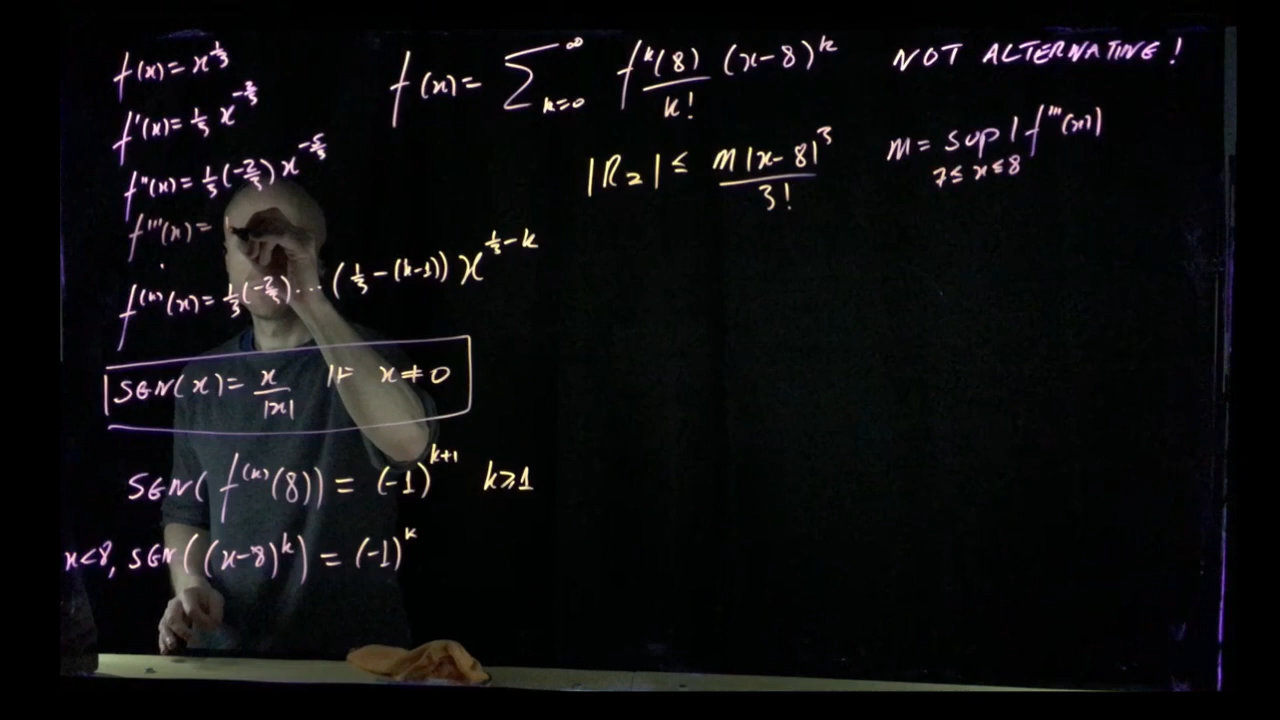 f(x) = x^{1/3}
f'(x) = 1/3 x^{-2/3}
f''(x) = 1/3 (-2/3) x^{-5/3}
f'''(x) =
f^{(k)}(x) = 1/3 (-2/3) ... (1/3 - (k-1)) x^{1/3 - k}
SGN(x) = x/|x| IF x ≠ 0
SGN(f^{(k)}(8)) = (-1)^{k+1} k ≥ 1
x<8, SGN((x-8)^k) = (-1)^k
f(x) = ∑_{k=0}^{∞} f^k(8)/k! (x-8)^k
|R_2| ≤ M|x-8|^3/3!
NOT ALTERNATING!
M = sup_{7≤x≤8} |f'''(x)|